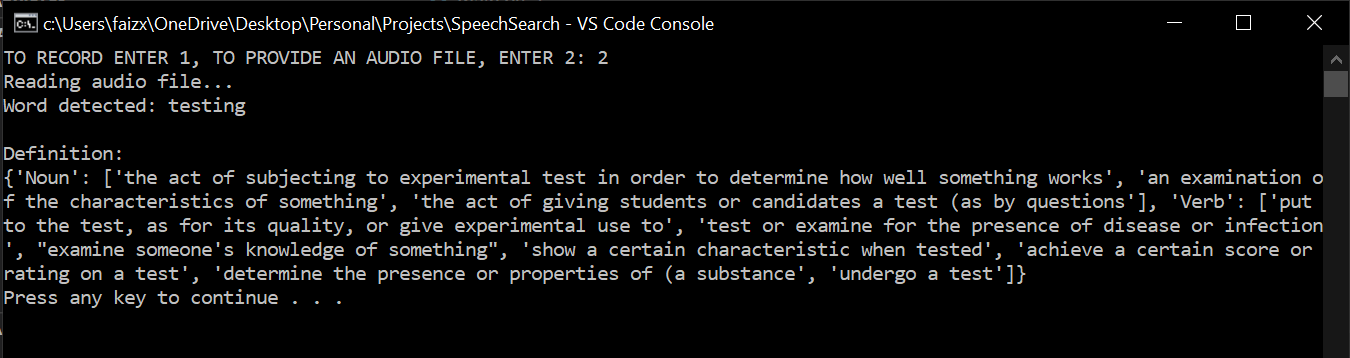 c:\Users\faizx\OneDrive\Desktop\Personal\Projects\SpeechSearch - VS Code Console
TO RECORD ENTER 1, TO PROVIDE AN AUDIO FILE, ENTER 2: 2
Reading audio file...
Word detected: testing
Definition:
{'Noun': ['the act of subjecting to experimental test in order to determine how well something works', 'an examination o
f the characteristics of something', 'the act of giving students or candidates a test (as by questions'], 'Verb': ['put
to the test, as for its quality, or give experimental use to', 'test or examine for the presence of disease or infection
', "examine someone's knowledge of something", 'show a certain characteristic when tested', 'achieve a certain score or
rating on a test', 'determine the presence or properties of (a substance', 'undergo a test']}
Press any key to continue . . .